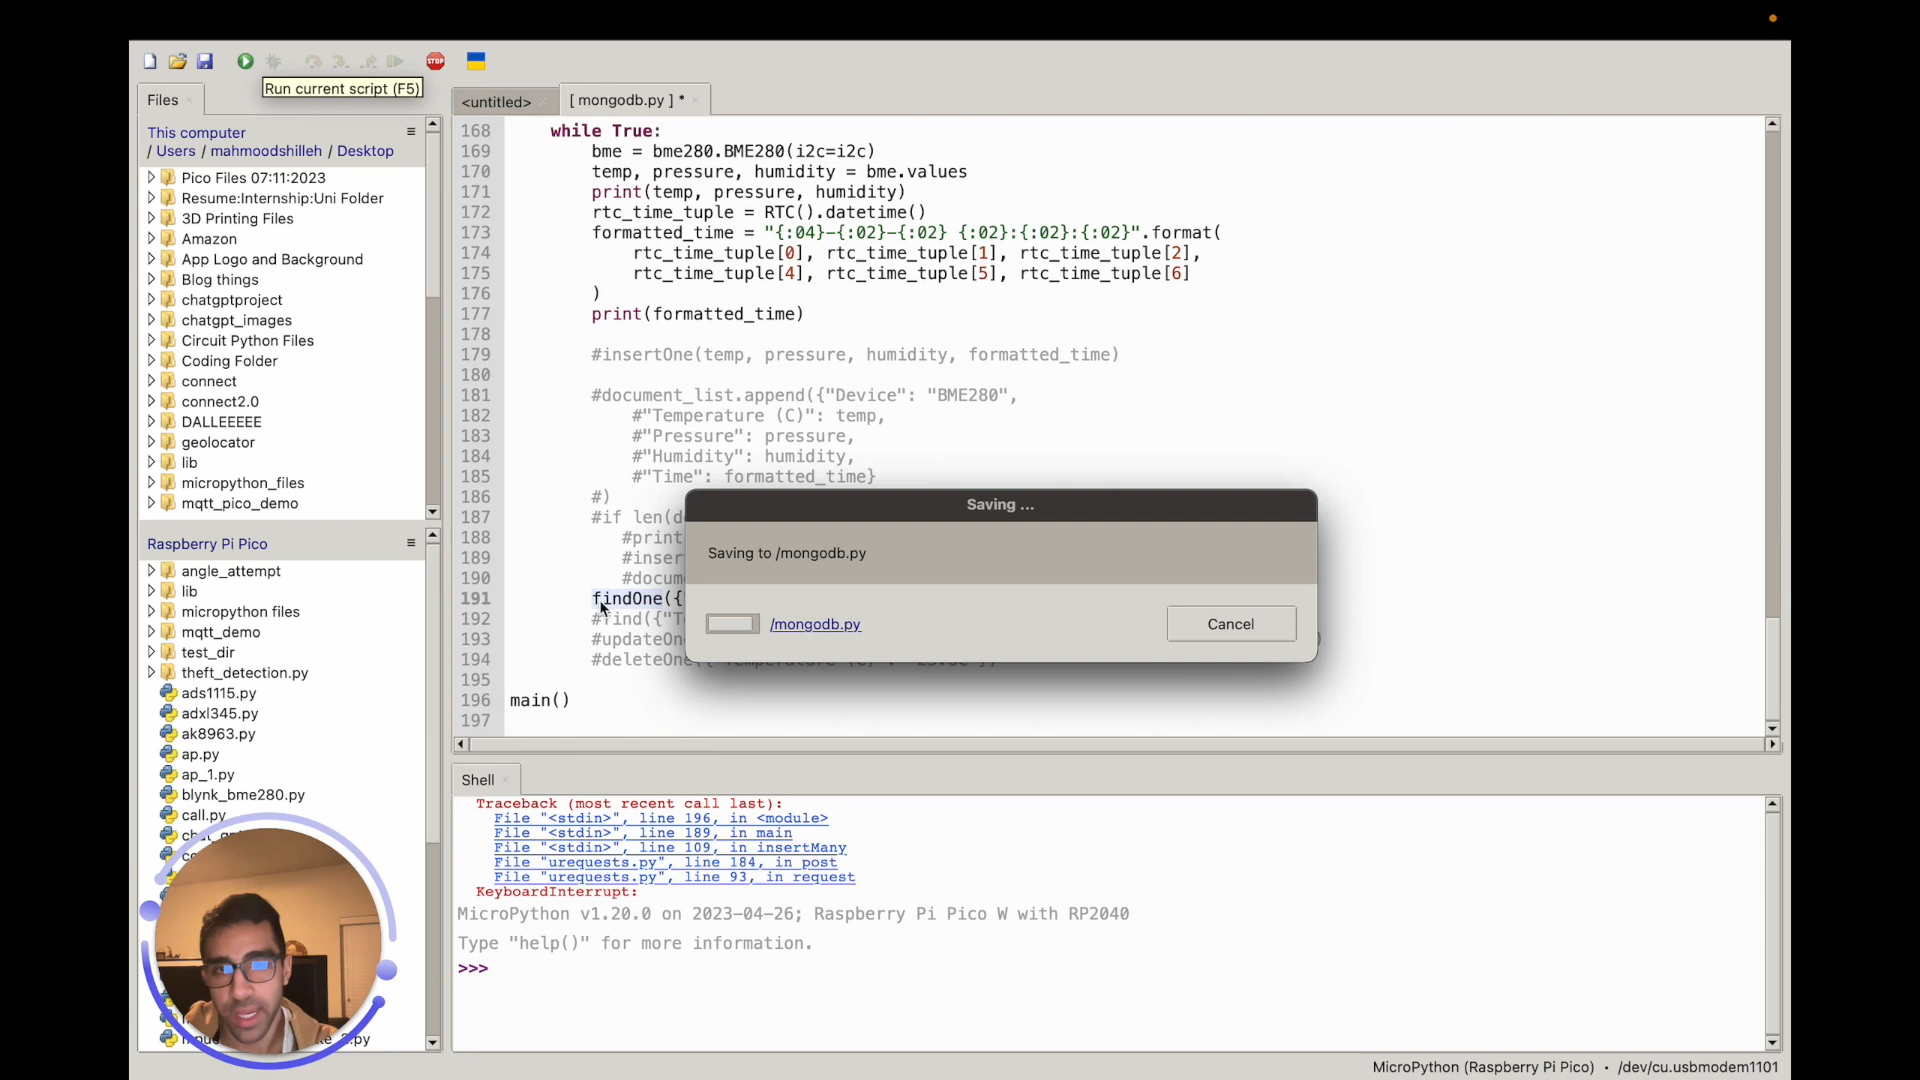 STOP
Run current script (F5)
Files
<untitled>
[ mongodb.py ] *
This computer
/ Users / mahmoodshilleh / Desktop
Pico Files 07:11:2023
Resume:Internship:Uni Folder
3D Printing Files
Amazon
App Logo and Background
Blog things
chatgptproject
chatgpt_images
Circuit Python Files
Coding Folder
connect
connect2.0
DALLEEEEE
geolocator
lib
micropython_files
mqtt_pico_demo
Raspberry Pi Pico
angle_attempt
lib
micropython files
mqtt_demo
test_dir
theft_detection.py
ads1115.py
adxl345.py
ak8963.py
ap.py
ap_1.py
blynk_bme280.py
call.py
168 while True:
169 bme = bme280.BME280(i2c=i2c)
170 temp, pressure, humidity = bme.values
171 print(temp, pressure, humidity)
172 rtc_time_tuple = RTC().datetime()
173 formatted_time = "{:04}-{:02}-{:02} {:02}:{:02}:{:02}".format(
174 rtc_time_tuple[0], rtc_time_tuple[1], rtc_time_tuple[2],
175 rtc_time_tuple[4], rtc_time_tuple[5], rtc_time_tuple[6]
176 )
177 print(formatted_time)
178
179 #insertOne(temp, pressure, humidity, formatted_time)
180
181 #document_list.append({"Device": "BME280",
182 #"Temperature (C)": temp,
183 #"Pressure": pressure,
184 #"Humidity": humidity,
185 #"Time": formatted_time}
186 #)
187 #if len(d
188 #print
189 #inser
190 #docum
191 findOne({
192 #find({"T
193 #updateOn
194 #deleteOne({
195
196 main()
197
Saving ...
Saving to /mongodb.py
/mongodb.py
Cancel
Shell
Traceback (most recent call last):
File "<stdin>", line 196, in <module>
File "<stdin>", line 189, in main
File "<stdin>", line 109, in insertMany
File "urequests.py", line 184, in post
File "urequests.py", line 93, in request
KeyboardInterrupt:
MicroPython v1.20.0 on 2023-04-26; Raspberry Pi Pico W with RP2040
Type "help()" for more information.
>>>
MicroPython (Raspberry Pi Pico) • /dev/cu.usbmodem1101